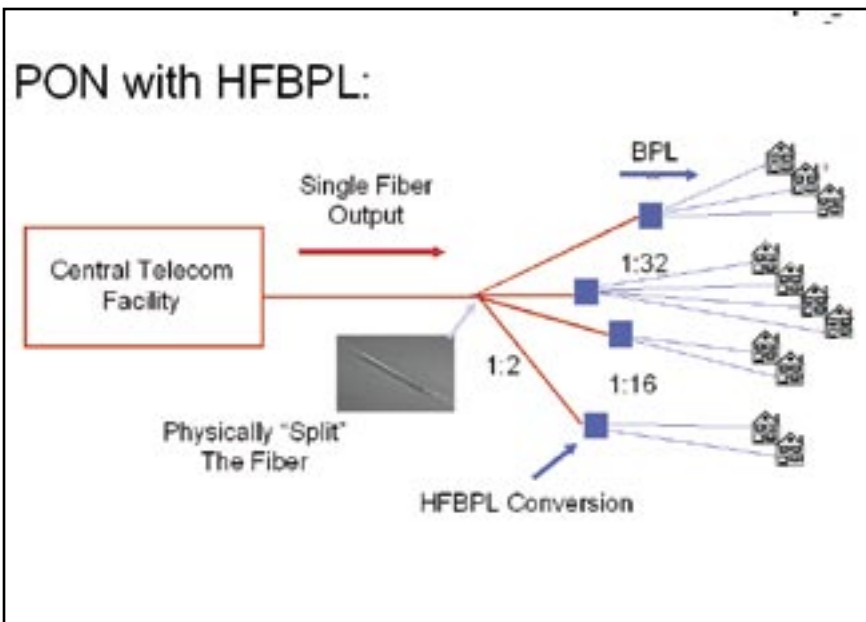 PON with HFBPL:
BPL
Single Fiber
Output
Central Telecom
Facility
1:32
1:2
1:16
Physically "Split"
The Fiber
HFBPL Conversion